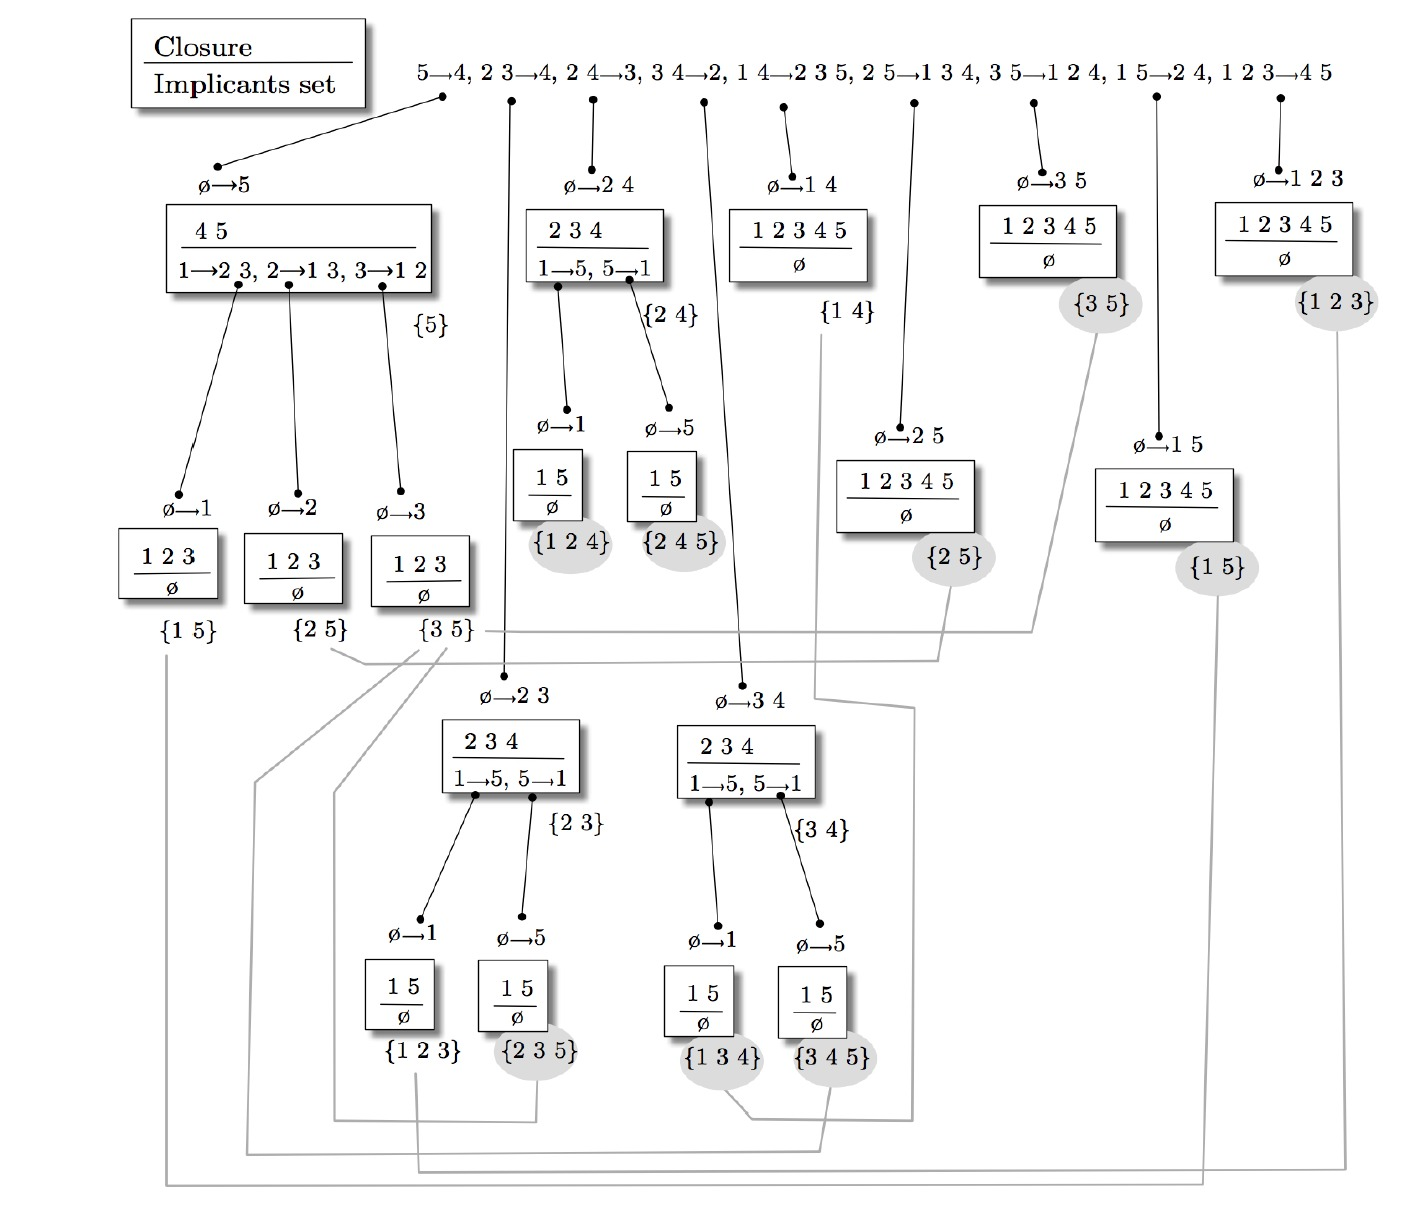 Closure
Implicants set
5→4, 2 3→4, 2 4→3, 3 4→2, 1 4→2 3 5, 2 5→1 3 4, 3 5→1 2 4, 1 5→2 4, 1 2 3→4 5
ø→5
ø→2 4
ø→1 4
ø→3 5
ø→1 2 3
4 5
1→2 3, 2→1 3, 3→1 2
{5}
2 3 4
1→5, 5→1
{2 4}
1 2 3 4 5
ø
{1 4}
1 2 3 4 5
ø
{3 5}
1 2 3 4 5
ø
{1 2 3}
ø→1
ø→5
ø→2 5
ø→1 5
1 5
ø
{1 2 4}
1 5
ø
{2 4 5}
1 2 3 4 5
ø
{2 5}
1 2 3 4 5
ø
{1 5}
ø→1
ø→2
ø→3
1 2 3
ø
{1 5}
1 2 3
ø
{2 5}
1 2 3
ø
{3 5}
ø→2 3
ø→3 4
2 3 4
1→5, 5→1
{2 3}
2 3 4
1→5, 5→1
{3 4}
ø→1
ø→5
ø→1
ø→5
1 5
ø
{1 2 3}
1 5
ø
{2 3 5}
1 5
ø
{1 3 4}
1 5
ø
{3 4 5}